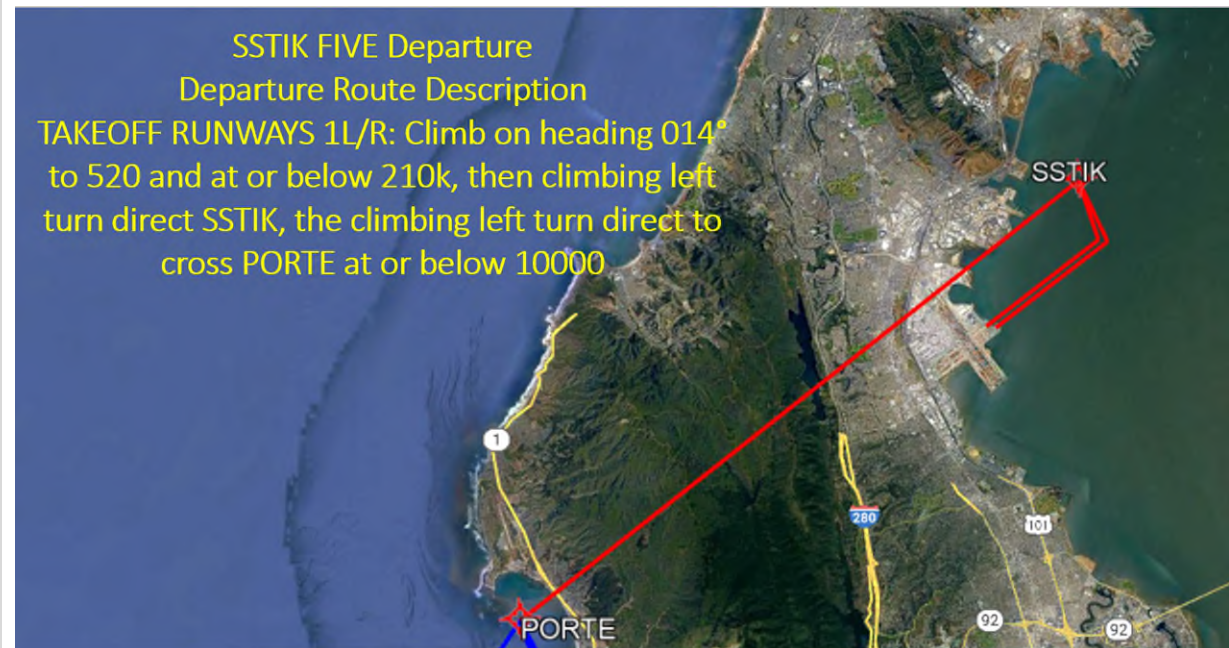 SSTIK FIVE Departure
Departure Route Description
TAKEOFF RUNWAYS 1L/R: Climb on heading 014°
to 520 and at or below 210k, then climbing left
turn direct SSTIK, the climbing left turn direct to
cross PORTE at or below 10000
SSTIK
1
280
101
PORTE
92
92